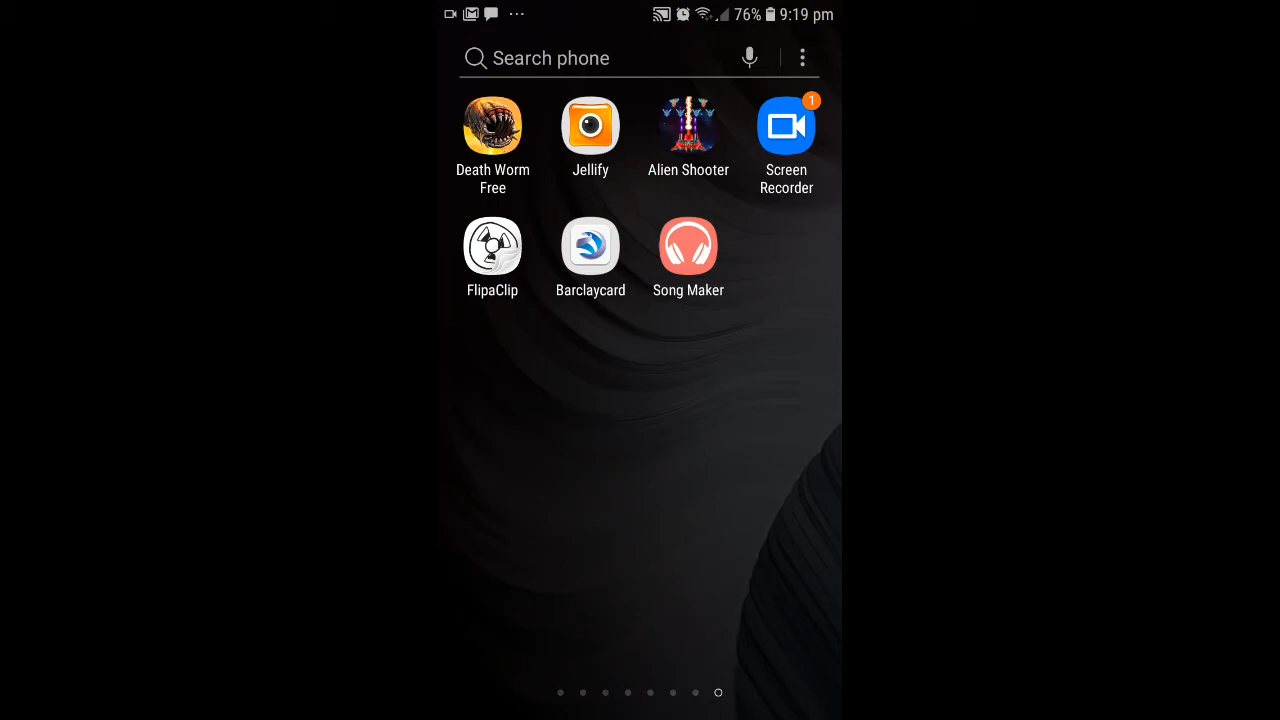 76% 9:19 pm
Search phone
1
Death Worm Free
Jellify
Alien Shooter
Screen Recorder
FlipaClip
Barclaycard
Song Maker